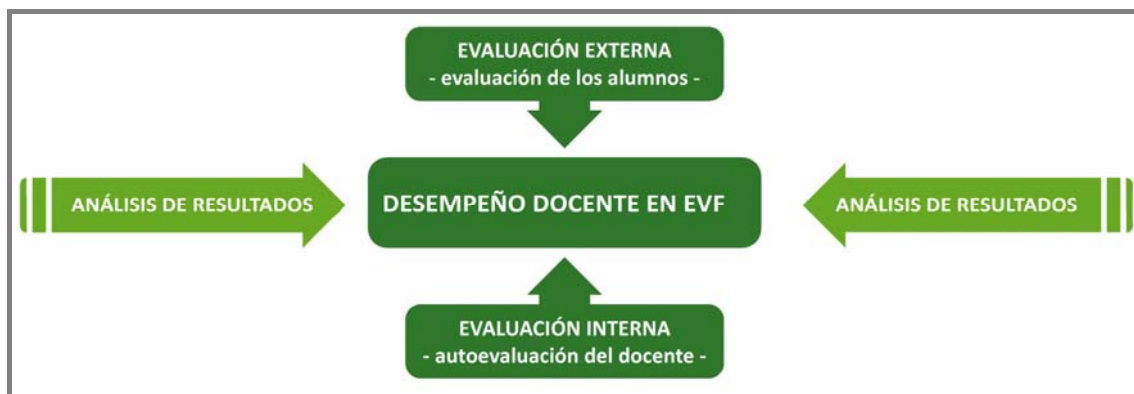 EVALUACIÓN EXTERNA
- evaluación de los alumnos -
ANÁLISIS DE RESULTADOS
DESEMPEÑO DOCENTE EN EVF
ANÁLISIS DE RESULTADOS
EVALUACIÓN INTERNA
- autoevaluación del docente -